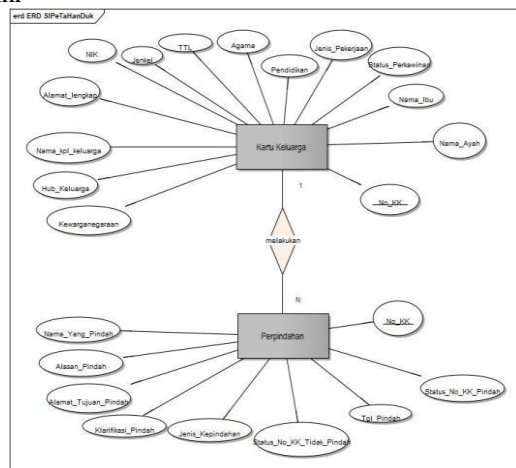 erd ERD SIPeTaHanDuk
NIK
Jenkel
TTL
Agama
Pendidikan
Jenis_Pekerjaan
Status_Perkawinan
Alamat_lengkap
Nama_Ibu
Nama_kpl_keluarga
Kartu Keluarga
Nama_Ayah
Hub_Keluarga
Kewarganegaraan
No_KK
1
melakukan
N
Nama_Yang_Pindah
Perpindahan
No_KK
Alasan_Pindah
Alamat_Tujuan_Pindah
Status_No_KK_Pindah
Klarifikasi_Pindah
Jenis_Kepindahan
Status_No_KK_Tidak_Pindah
Tgl_Pindah